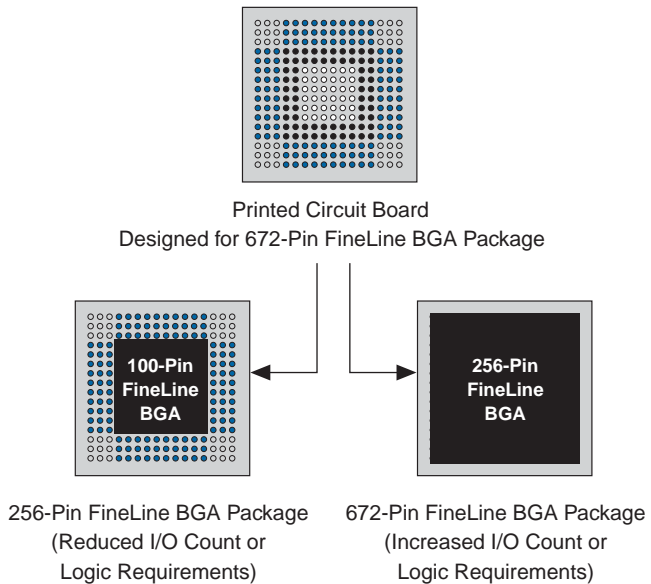 Printed Circuit Board
Designed for 672-Pin FineLine BGA Package
100-Pin
FineLine
BGA
256-Pin
FineLine
BGA
256-Pin FineLine BGA Package
(Reduced I/O Count or
Logic Requirements)
672-Pin FineLine BGA Package
(Increased I/O Count or
Logic Requirements)